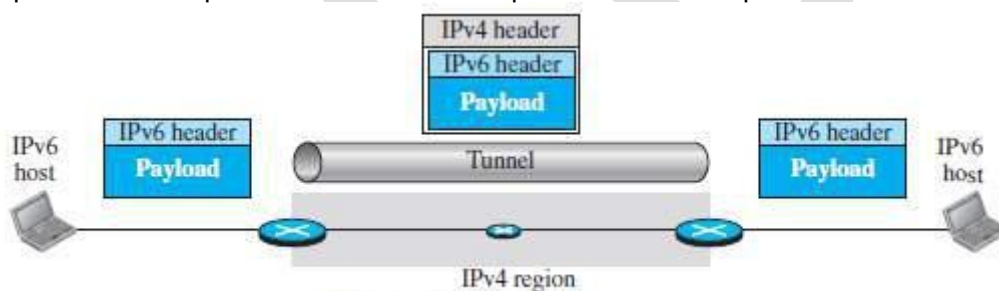 IPv4 header
IPv6 header
Payload
IPv6 header
Payload
IPv6 header
Payload
IPv6
host
Tunnel
IPv6
host
IPv4 region